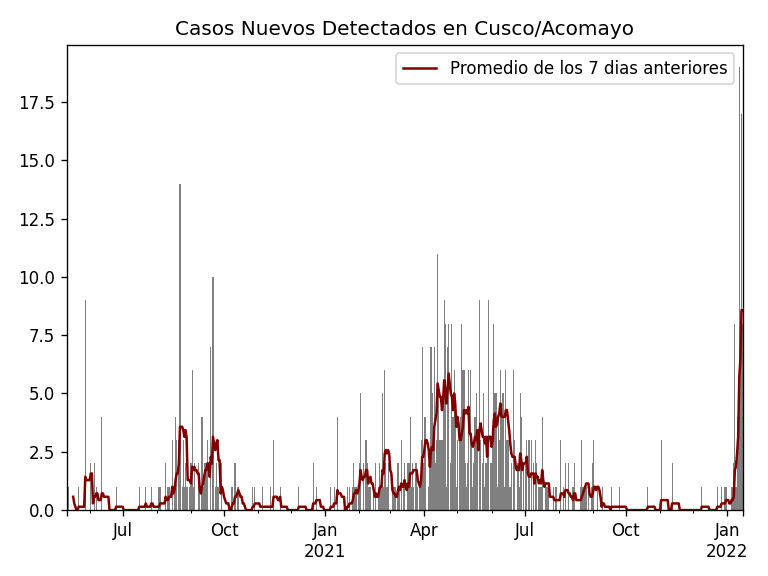 Casos Nuevos Detectados en Cusco/Acomayo
Promedio de los 7 dias anteriores
17.5
15.0
12.5
10.0
7.5
5.0
2.5
0.0
Jul
Oct
Jan
2021
Apr
Jul
Oct
Jan
2022